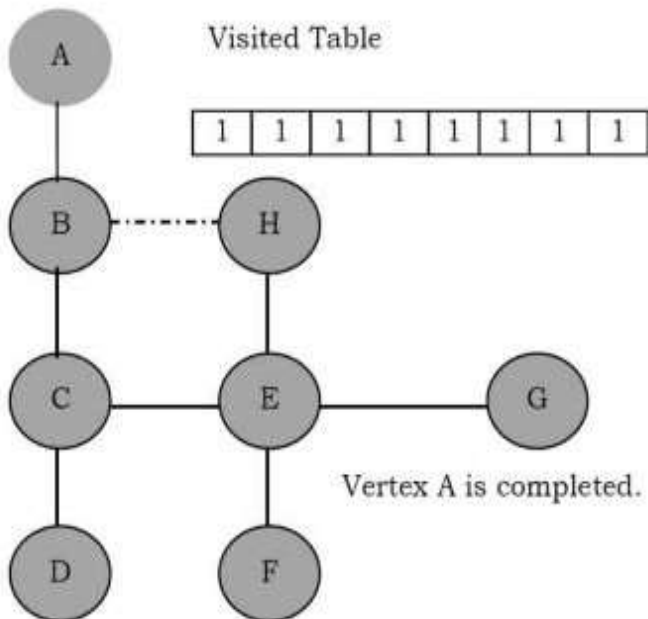 A
Visited Table
1 1 1 1 1 1 1 1
B H
C E G
Vertex A is completed.
D F